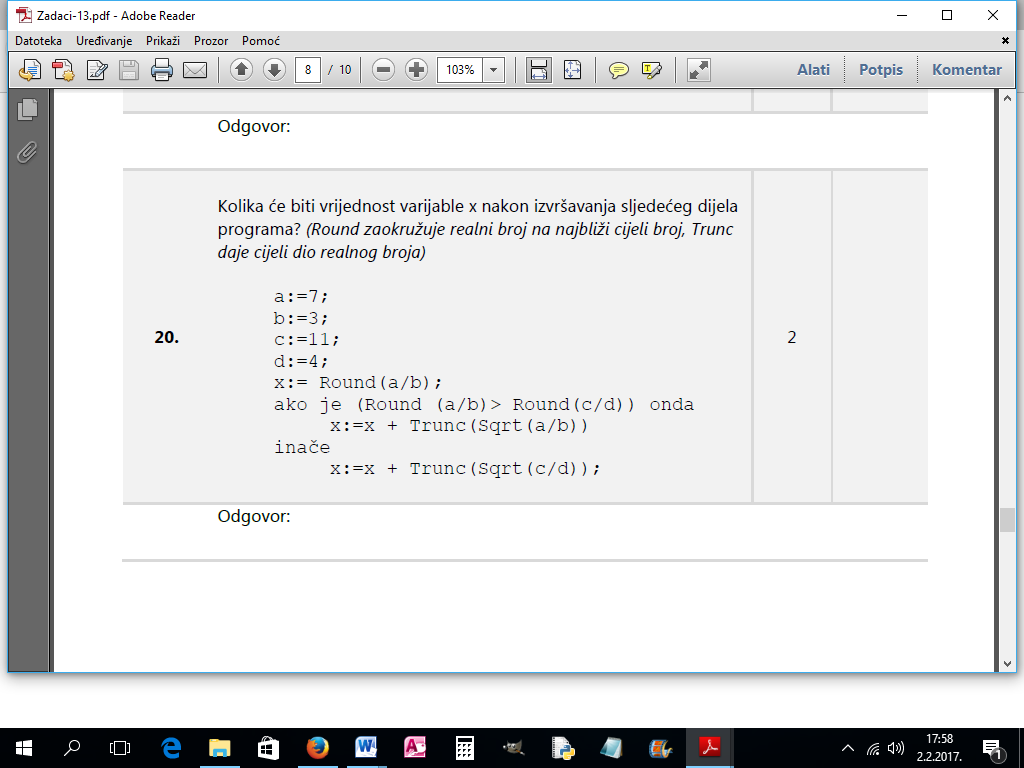 Zadaci-13.pdf - Adobe Reader
Datoteka Uređivanje Prikaži Prozor Pomoć
8 / 10 103% Alati Potpis Komentar
Odgovor:
Kolika će biti vrijednost varijable x nakon izvršavanja sljedećeg dijela
programa? (Round zaokružuje realni broj na najbliži cijeli broj, Trunc
daje cijeli dio realnog broja)
a:=7;
b:=3;
20. c:=11; 2
d:=4;
x:= Round(a/b);
ako je (Round (a/b)> Round(c/d)) onda
x:=x + Trunc(Sqrt(a/b))
inače
x:=x + Trunc(Sqrt(c/d));
Odgovor:
17:58
2.2.2017.
1